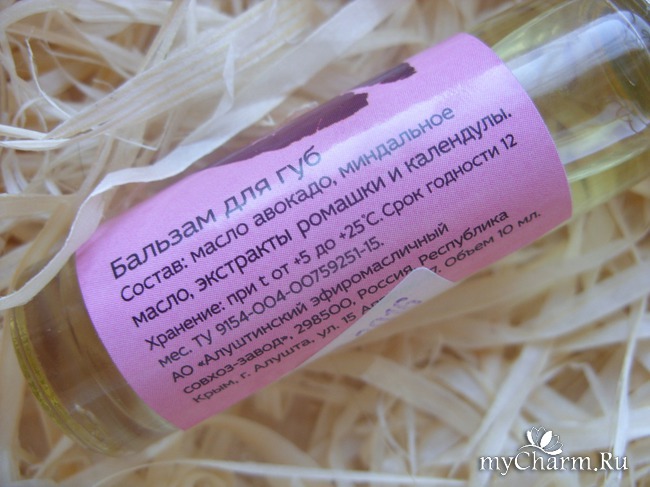 Бальзам для губ
Состав: масло авокадо, миндальное
масло, экстракты ромашки и календулы.
Хранение: при t от +5 до +25°С. Срок годности 12
мес. ТУ 9154-004-00759251-15.
АО «Алуштинский эфиромасличный
совхоз-завод», 298500, Россия, Республика
Крым, г. Алушта, ул. 15 Объем 10 мл.
myCharm.Ru